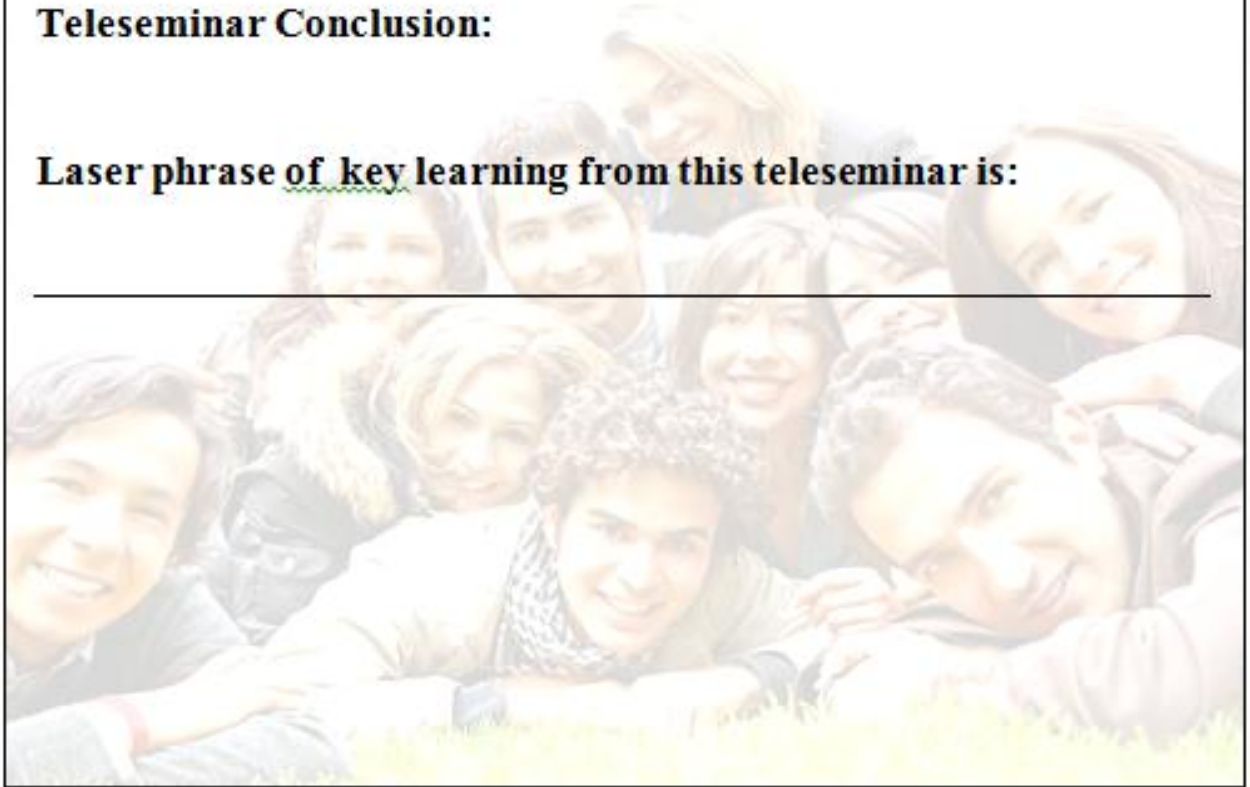 Teleseminar Conclusion:
Laser phrase of  key learning from this teleseminar is: